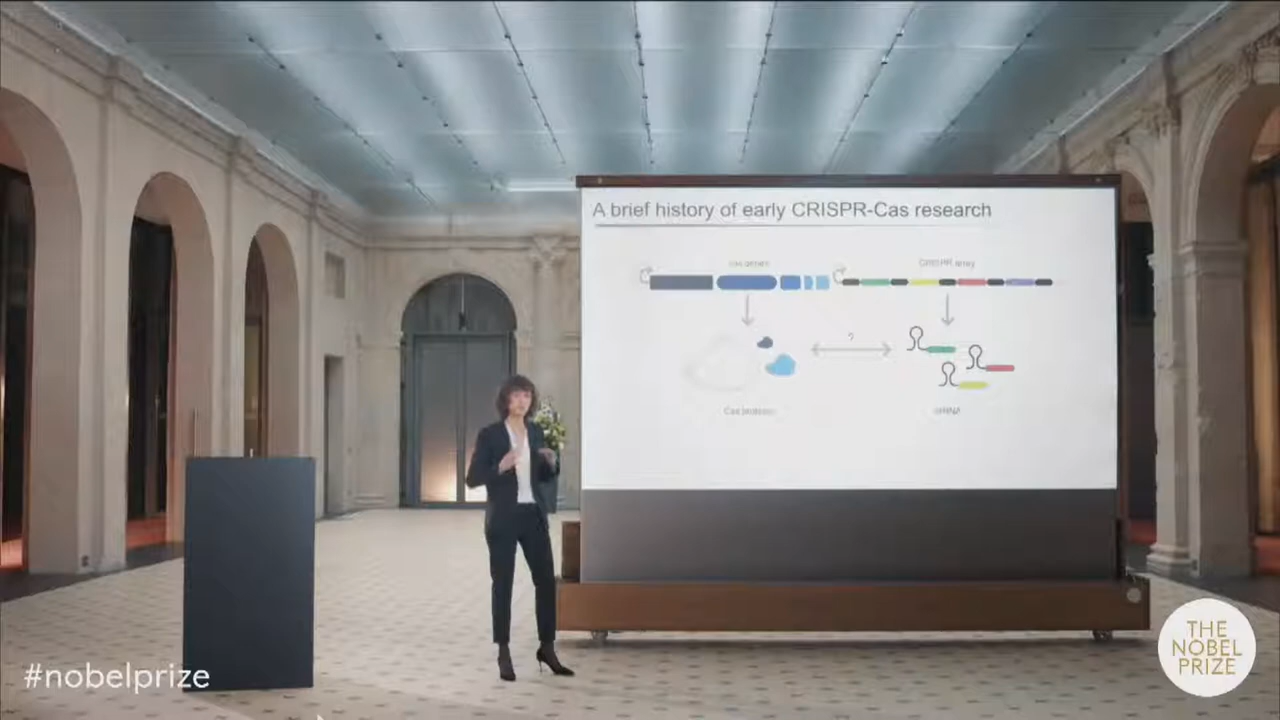 A brief history of early CRISPR-Cas research
cas genes
CRISPR array
?
Cas proteins
crRNA
#nobelprize
THE
NOBEL
PRIZE